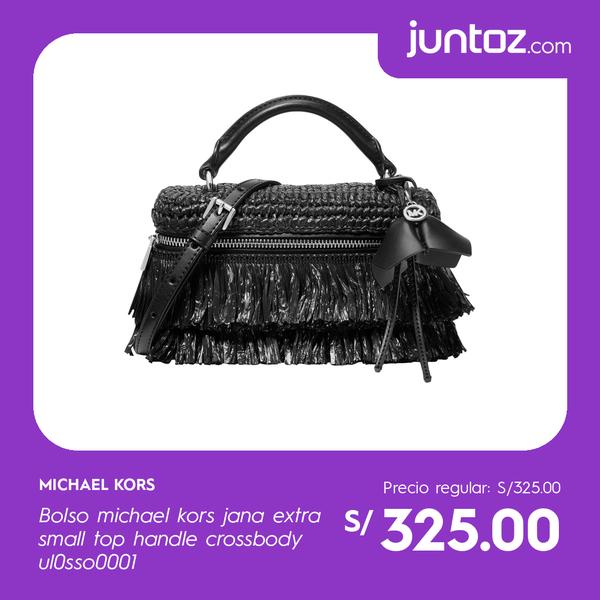 juntoz.com
MK
MICHAEL KORS
Bolso michael kors jana extra
small top handle crossbody
ul0sso0001
Precio regular: S/325.00
S/ 325.00